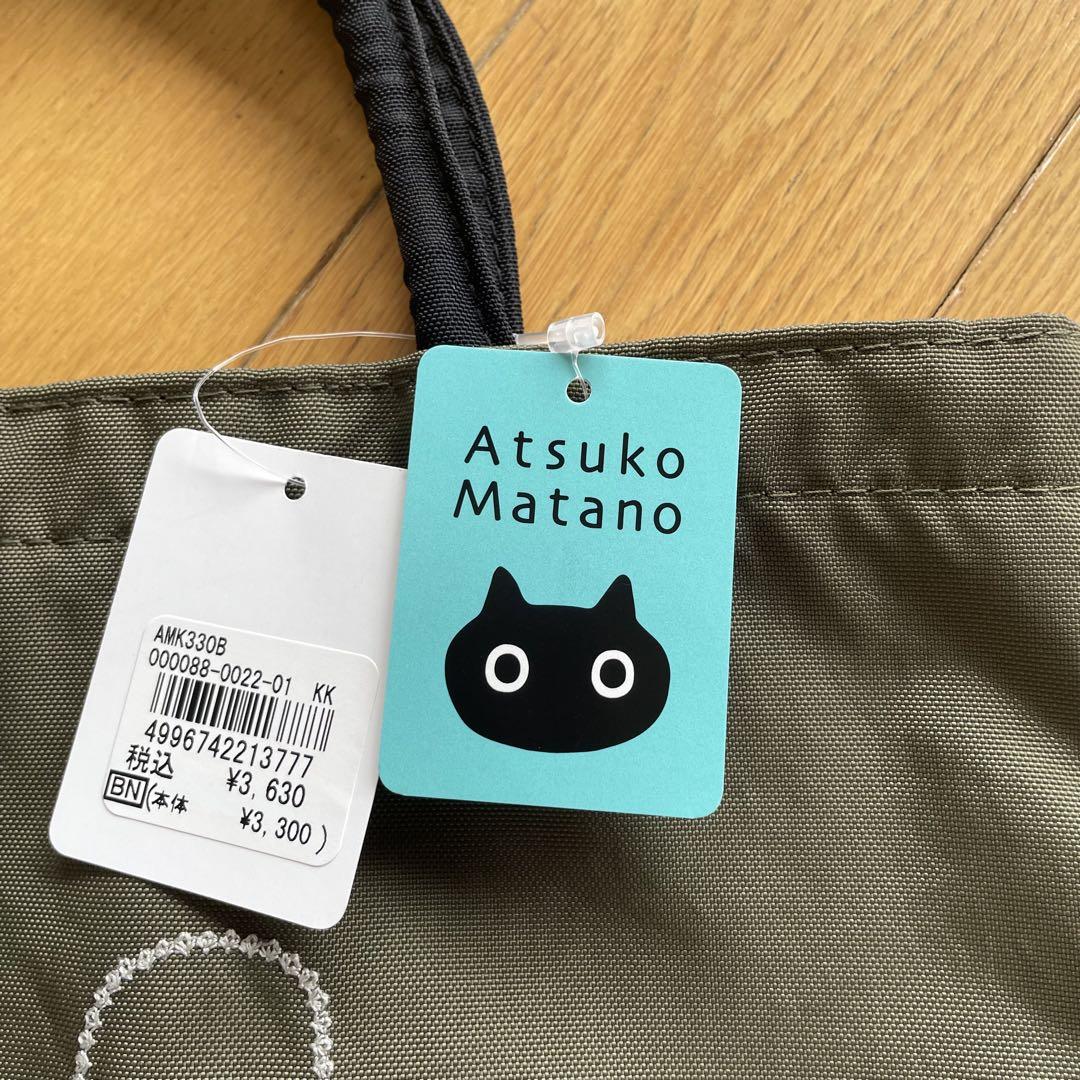 Atsuko
Matano
AMK330B
000088-0022-01 KK
4996742213777
税込 ¥3,630
BN (本体 ¥3,300)